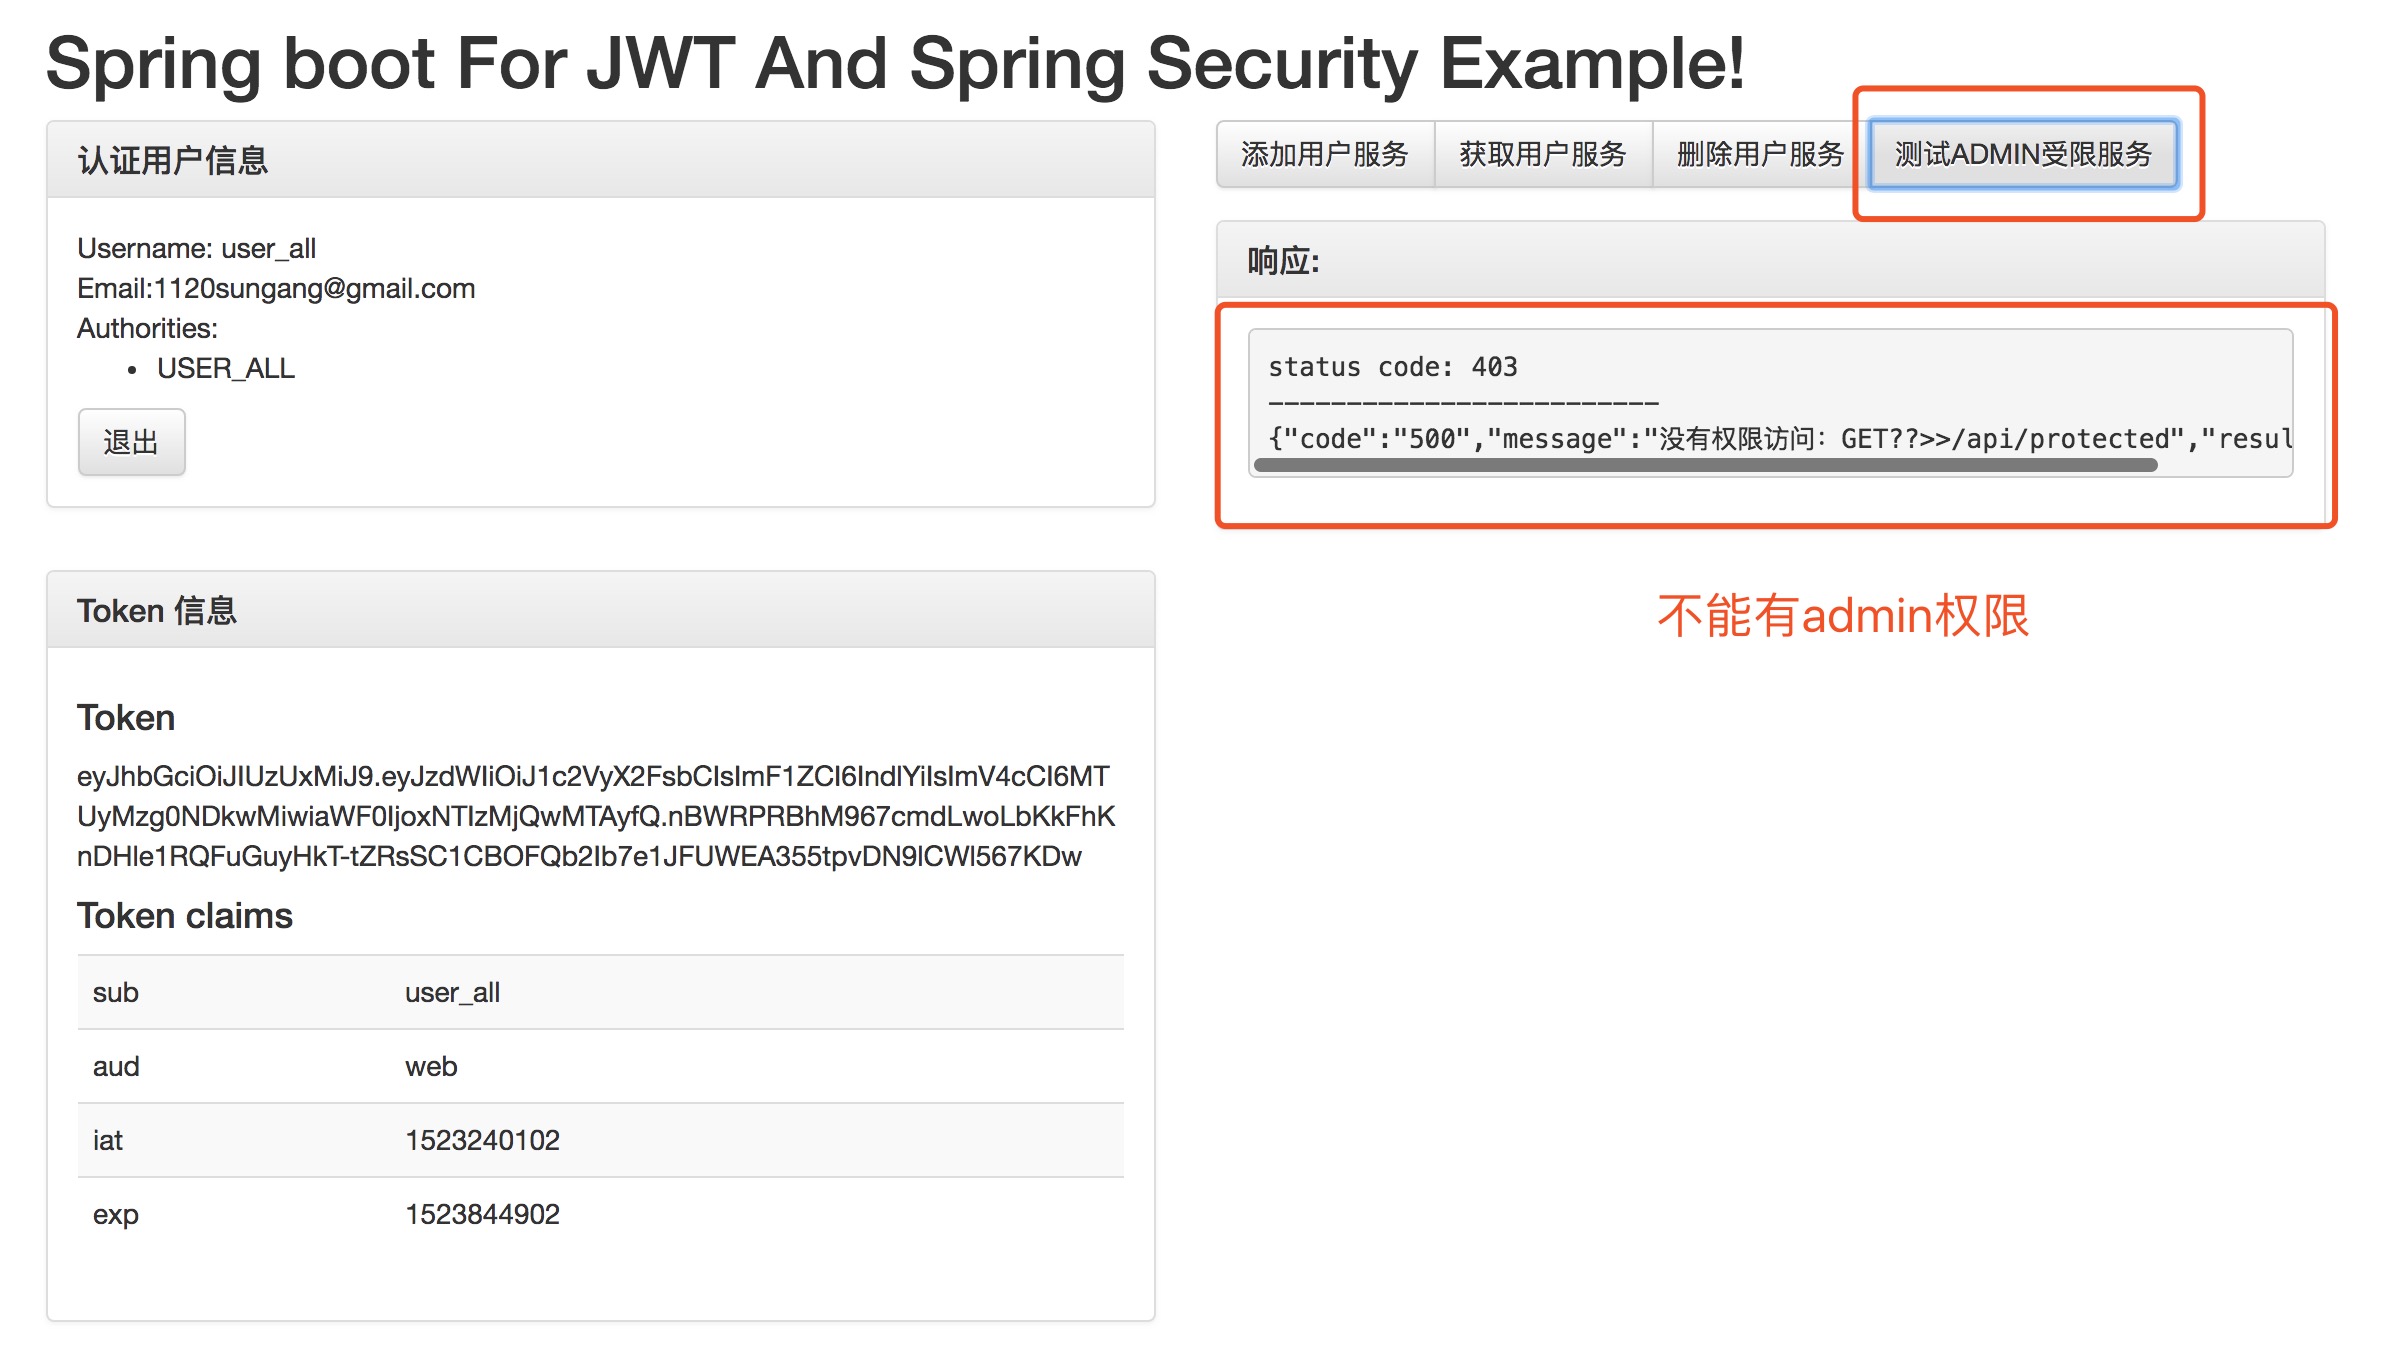 Spring boot For JWT And Spring Security Example!
认证用户信息
Username: user_all
Email:1120sungang@gmail.com
Authorities:
• USER_ALL
退出
添加用户服务 获取用户服务 删除用户服务 测试ADMIN受限服务
响应:
status code: 403
-------------------------
{"code":"500","message":"没有权限访问：GET??>>/api/protected","resul
不能有admin权限
Token 信息
Token
eyJhbGciOiJIUzUxMiJ9.eyJzdWIiOiJ1c2VyX2FsbCIsImF1ZCI6IndlYiIsImV4cCI6MT
UyMzg0NDkwMiwiaWF0IjoxNTIzMjQwMTAyfQ.nBWRPRBhM967cmdLwoLbKkFhK
nDHle1RQFuGuyHkT-tZRsSC1CBOFQb2Ib7e1JFUWEA355tpvDN9lCWl567KDw
Token claims
sub user_all
aud web
iat 1523240102
exp 1523844902